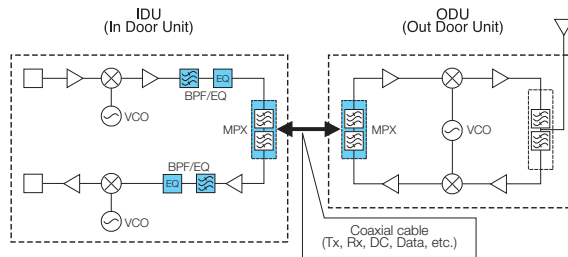 IDU
(In Door Unit)
ODU
(Out Door Unit)
BPF/EQ
EQ
VCO
MPX
MPX
VCO
BPF/EQ
EQ
VCO
Coaxial cable
(Tx, Rx, DC, Data, etc.)